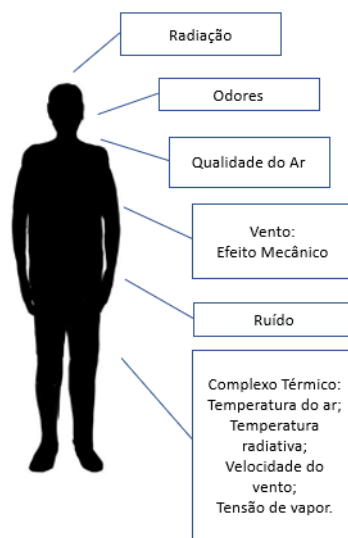 Radiação
Odores
Qualidade do Ar
Vento:
Efeito Mecânico
Ruído
Complexo Térmico:
Temperatura do ar;
Temperatura
radiativa;
Velocidade do
vento;
Tensão de vapor.